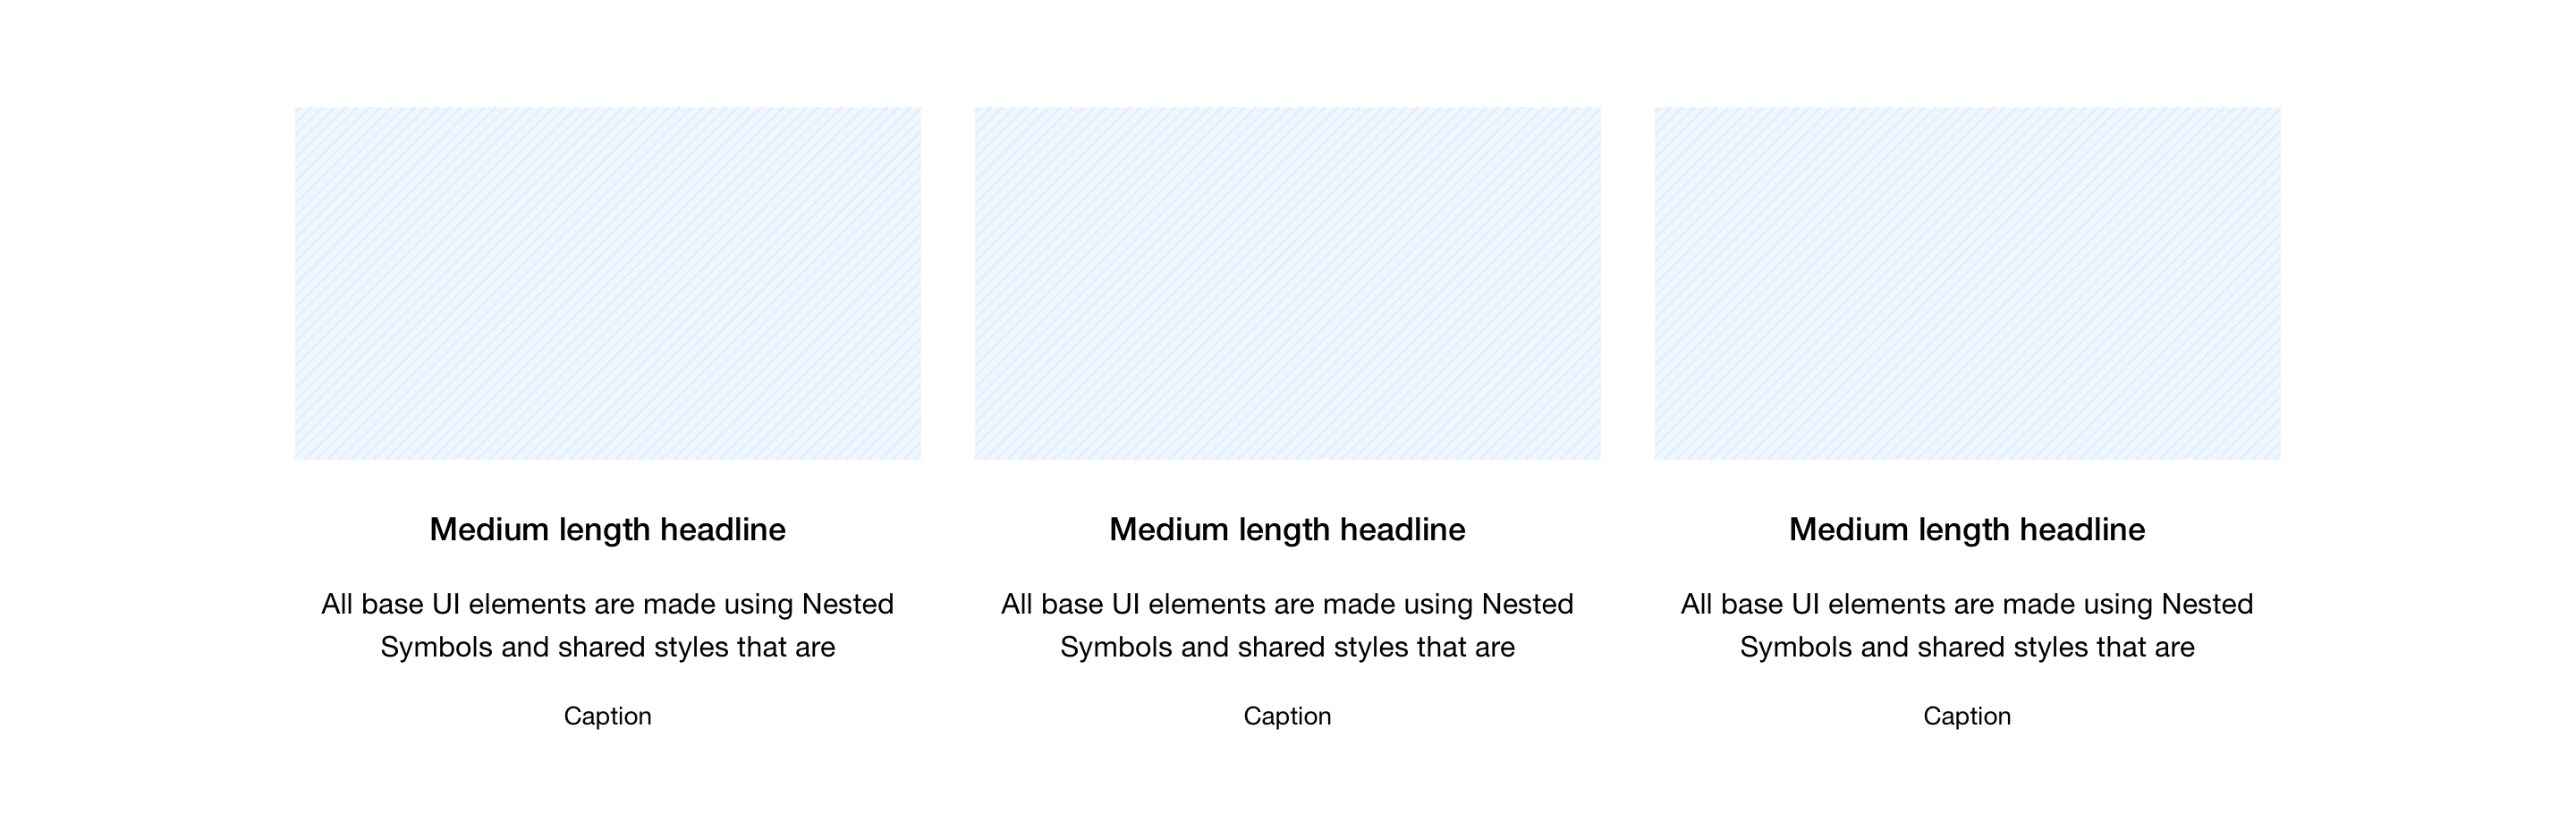 Medium length headline
All base UI elements are made using Nested
Symbols and shared styles that are
Caption
Medium length headline
All base UI elements are made using Nested
Symbols and shared styles that are
Caption
Medium length headline
All base UI elements are made using Nested
Symbols and shared styles that are
Caption